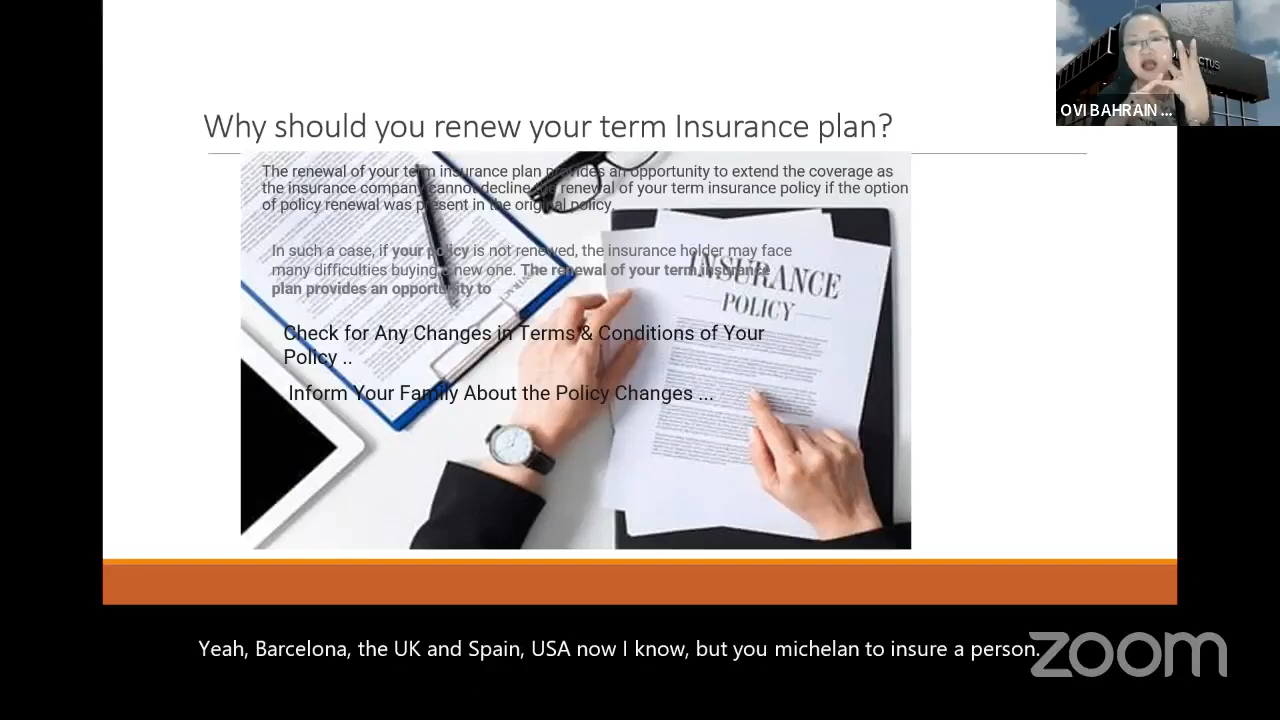 Why should you renew your term Insurance plan?
OVI BAHRAIN ...
The renewal of your term insurance plan provides an opportunity to extend the coverage as
the insurance company cannot decline the renewal of your term insurance policy if the option
of policy renewal was present in the original policy.
In such a case, if your policy is not renewed, the insurance holder may face
many difficulties buying a new one. The renewal of your term insurance
plan provides an opportunity to
INSURANCE
POLICY
Check for Any Changes in Terms & Conditions of Your
Policy ..
Inform Your Family About the Policy Changes ...
Yeah, Barcelona, the UK and Spain, USA now I know, but you michelan to insure a person.
zoom